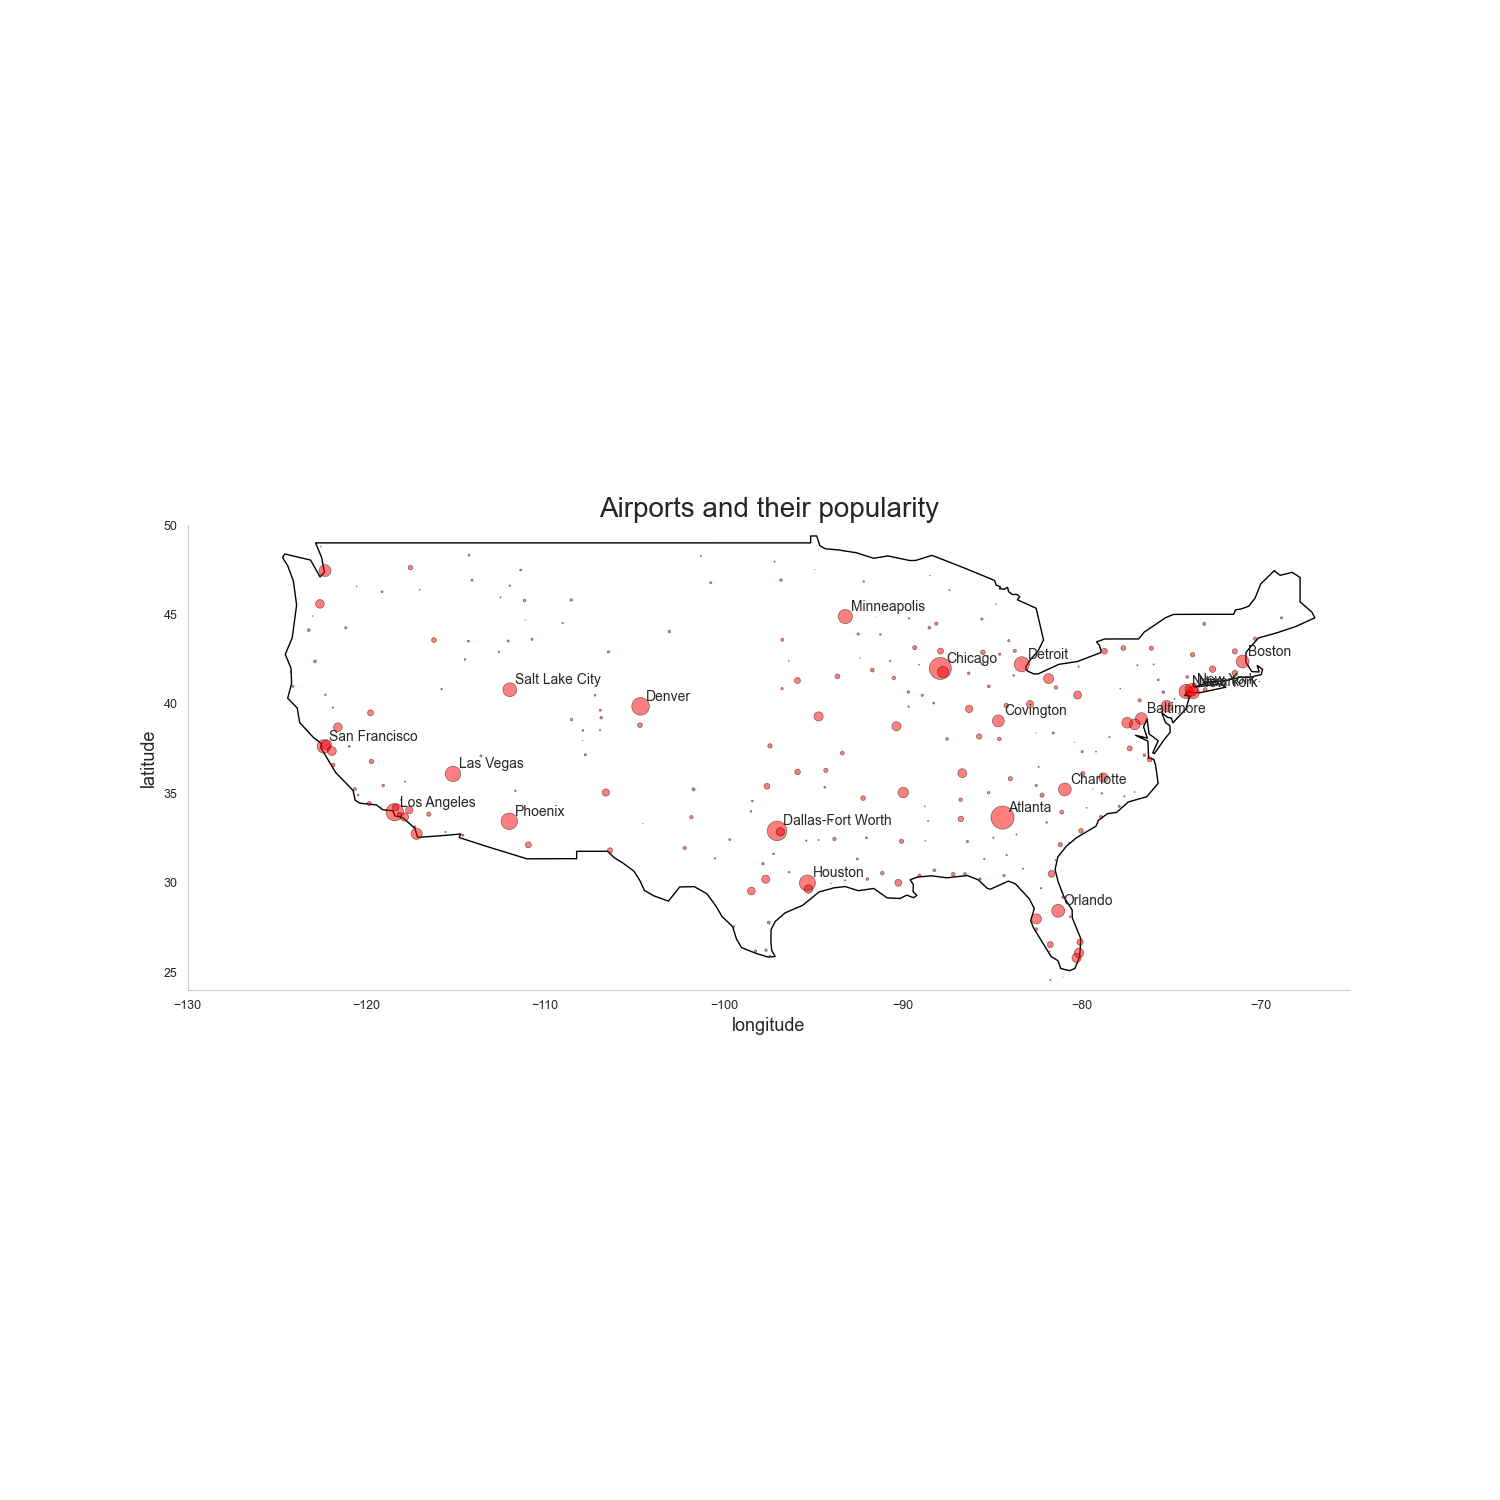 Airports and their popularity
50
45
40
35
30
25
latitude
Minneapolis
Boston
Chicago
Detroit
Salt Lake City
New York
Denver
Covington
Baltimore
San Francisco
Las Vegas
Charlotte
Los Angeles
Phoenix
Atlanta
Dallas-Fort Worth
Houston
Orlando
−130
−120
−110
−100
−90
−80
−70
longitude